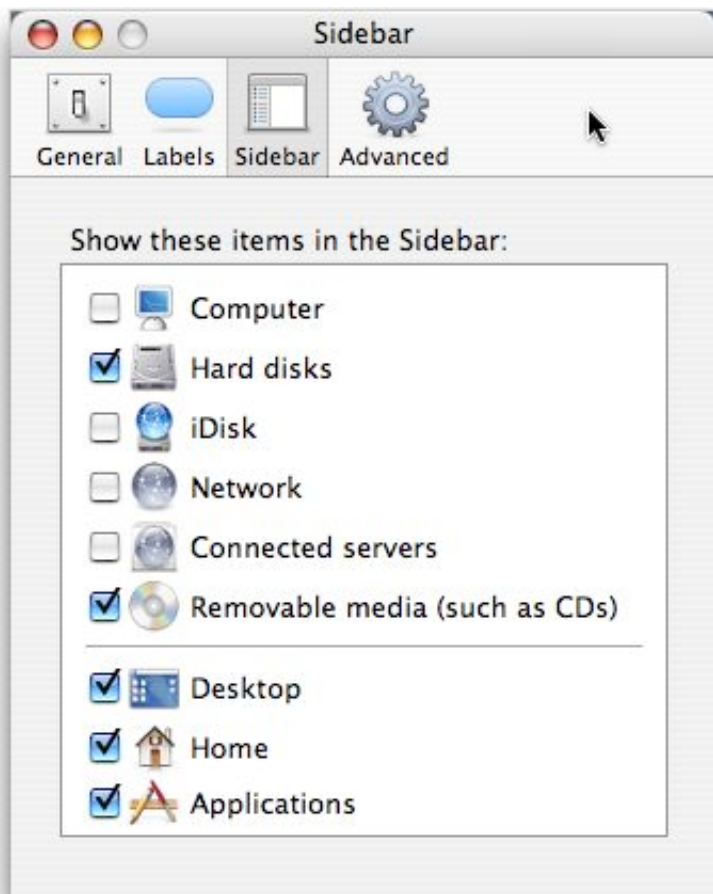 Sidebar
General Labels Sidebar Advanced
Show these items in the Sidebar:
Computer
Hard disks
iDisk
Network
Connected servers
Removable media (such as CDs)
Desktop
Home
Applications